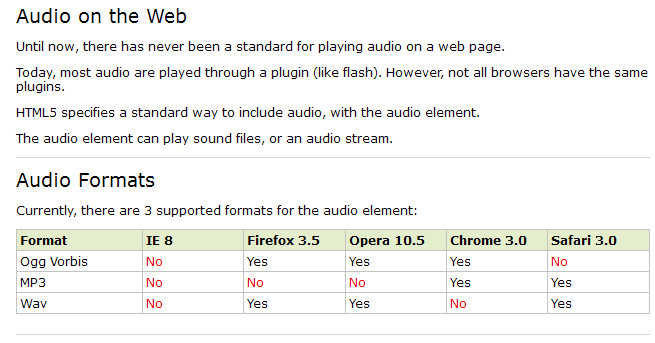 Audio on the Web
Until now, there has never been a standard for playing audio on a web page.
Today, most audio are played through a plugin (like flash). However, not all browsers have the same
plugins.
HTML5 specifies a standard way to include audio, with the audio element.
The audio element can play sound files, or an audio stream.
Audio Formats
Currently, there are 3 supported formats for the audio element:
Format IE 8 Firefox 3.5 Opera 10.5 Chrome 3.0 Safari 3.0
Ogg Vorbis No Yes Yes Yes No
MP3 No No No Yes Yes
Wav No Yes Yes No Yes